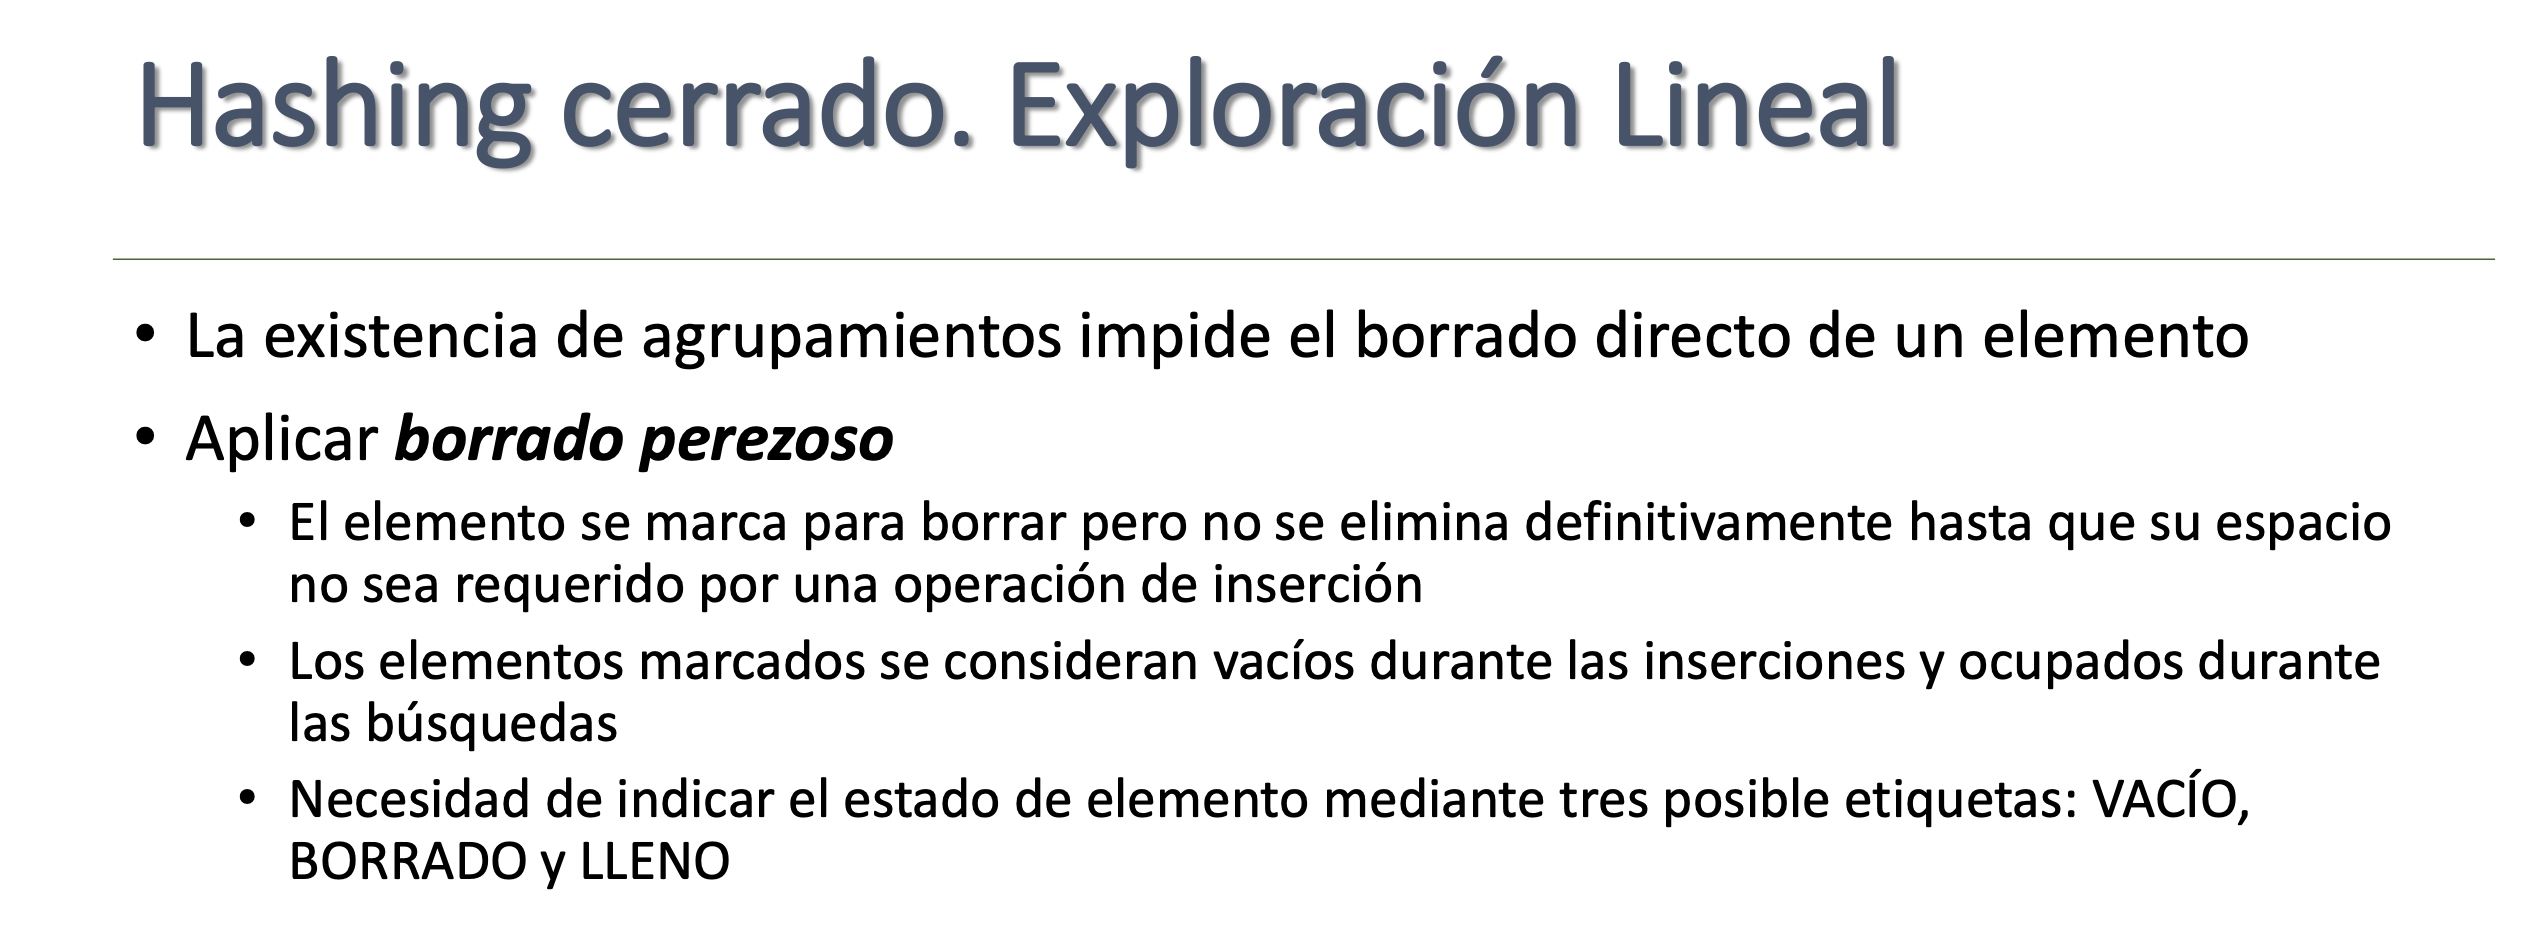 Hashing cerrado. Exploración Lineal
• La existencia de agrupamientos impide el borrado directo de un elemento
• Aplicar borrado perezoso
• El elemento se marca para borrar pero no se elimina definitivamente hasta que su espacio
no sea requerido por una operación de inserción
• Los elementos marcados se consideran vacíos durante las inserciones y ocupados durante
las búsquedas
• Necesidad de indicar el estado de elemento mediante tres posible etiquetas: VACÍO,
BORRADO y LLENO